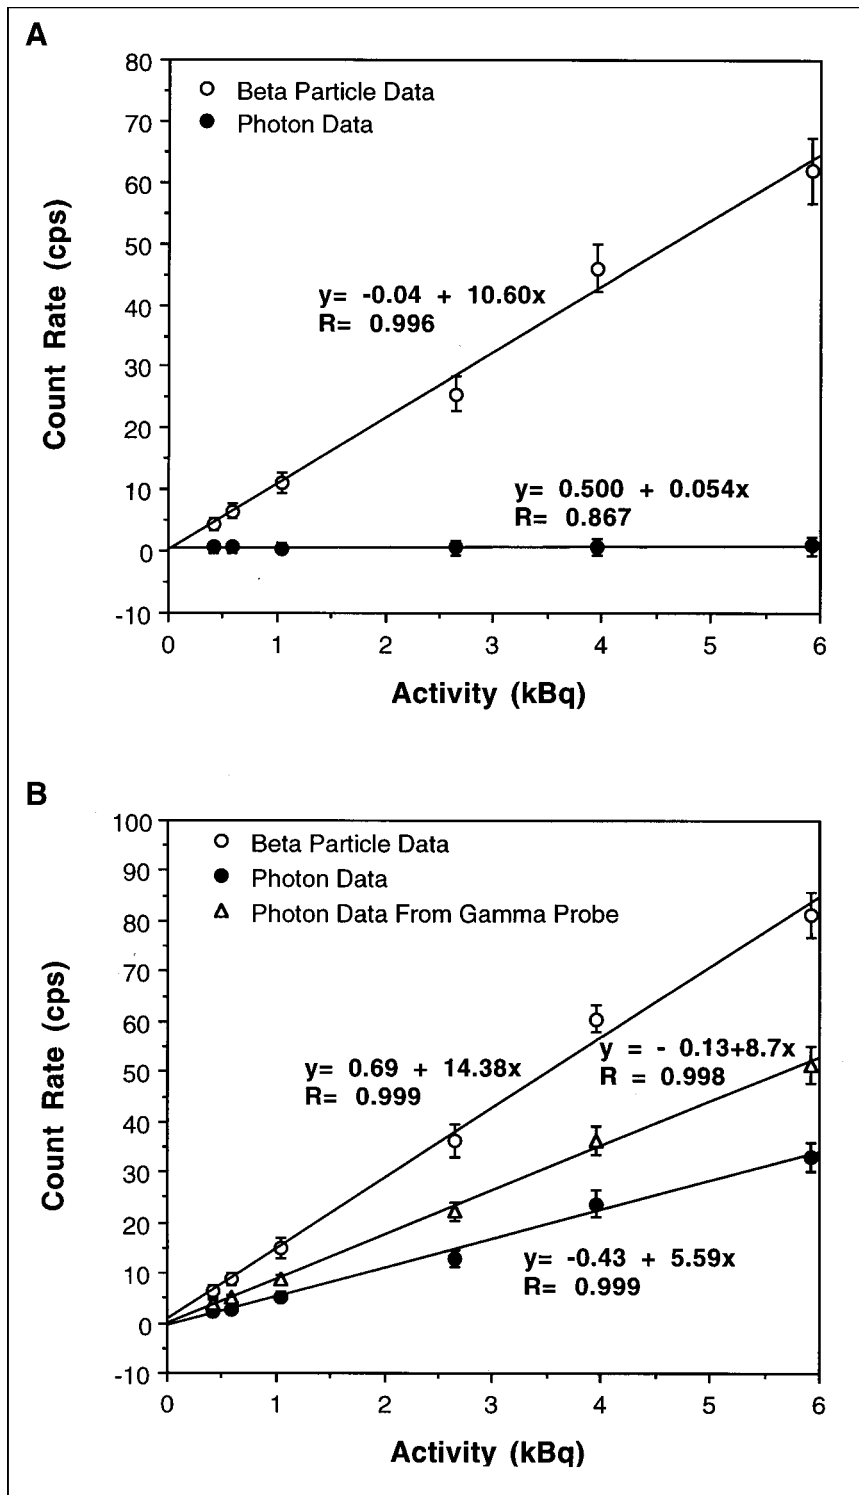 A
80
70
60
50
40
30
20
10
0
-10
Count Rate (cps)
Beta Particle Data
Photon Data
y= -0.04 + 10.60x
R= 0.996
y= 0.500 + 0.054x
R= 0.867
0 1 2 3 4 5 6
Activity (kBq)
B
100
90
80
70
60
50
40
30
20
10
0
-10
Count Rate (cps)
Beta Particle Data
Photon Data
Photon Data From Gamma Probe
y= 0.69 + 14.38x
R= 0.999
y = - 0.13+8.7x
R = 0.998
y= -0.43 + 5.59x
R= 0.999
0 1 2 3 4 5 6
Activity (kBq)